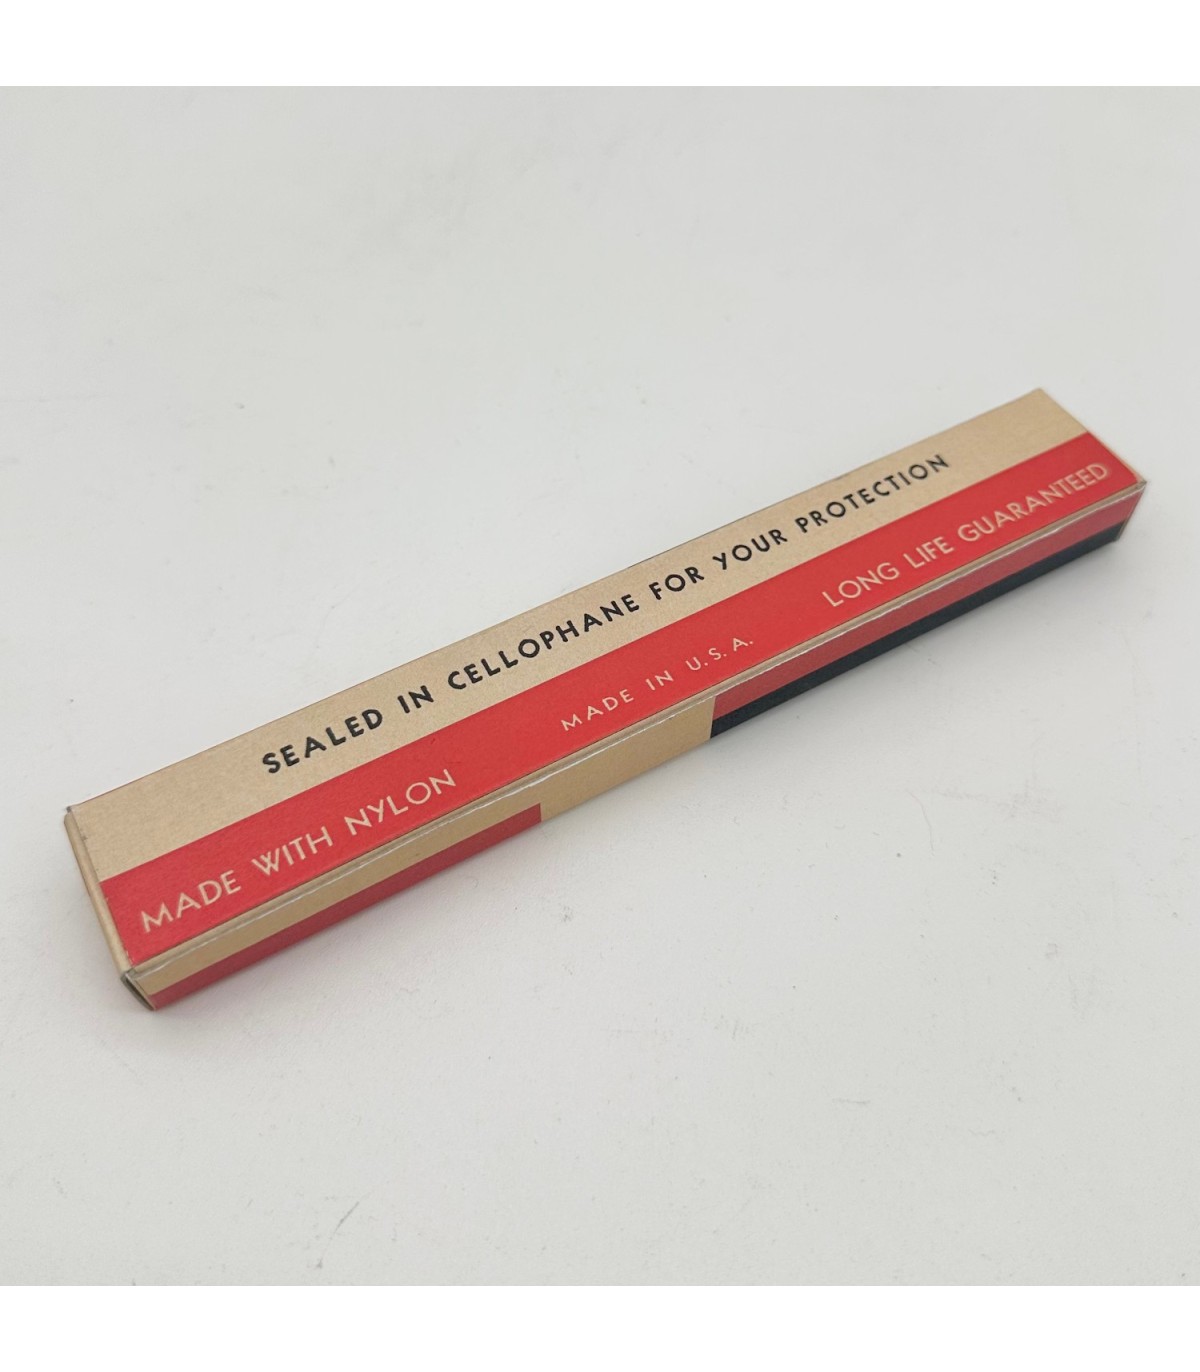 SEALED IN CELLOPHANE FOR YOUR PROTECTION
MADE WITH NYLON MADE IN U.S.A. LONG LIFE GUARANTEED